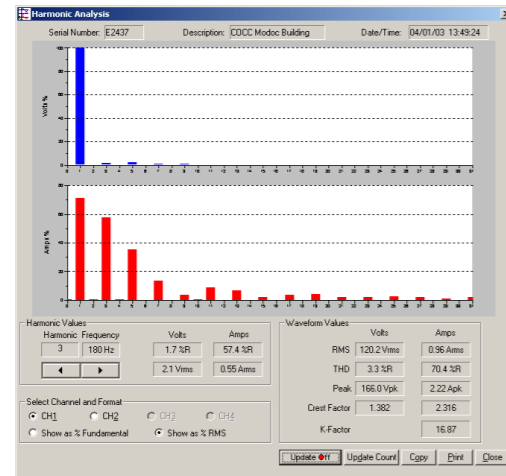 Harmonic Analysis
Serial Number: E2437 Description: COCC Modoc Building Date/Time: 04/01/03 13:49:24
Volts %
Amps %
Harmonic Values
Harmonic Frequency Volts Amps
3 180 Hz 1.7 %R 57.4 %R
2.1 Vrms 0.55 Arms
Select Channel and Format
CH1 CH2 CH3 CH4
Show as % Fundamental Show as % RMS
Waveform Values
Volts Amps
RMS 120.2 Vrms 0.96 Arms
THD 3.3 %R 70.4 %R
Peak 166.0 Vpk 2.22 Apk
Crest Factor 1.382 2.316
K-Factor 16.87
Update Off Update Count Copy Print Close